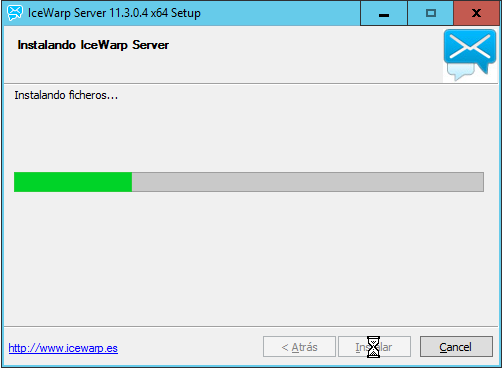 IceWarp Server 11.3.0.4 x64 Setup
Instalando IceWarp Server
Instalando ficheros...
http://www.icewarp.es
< Atrás
Instalar
Cancel